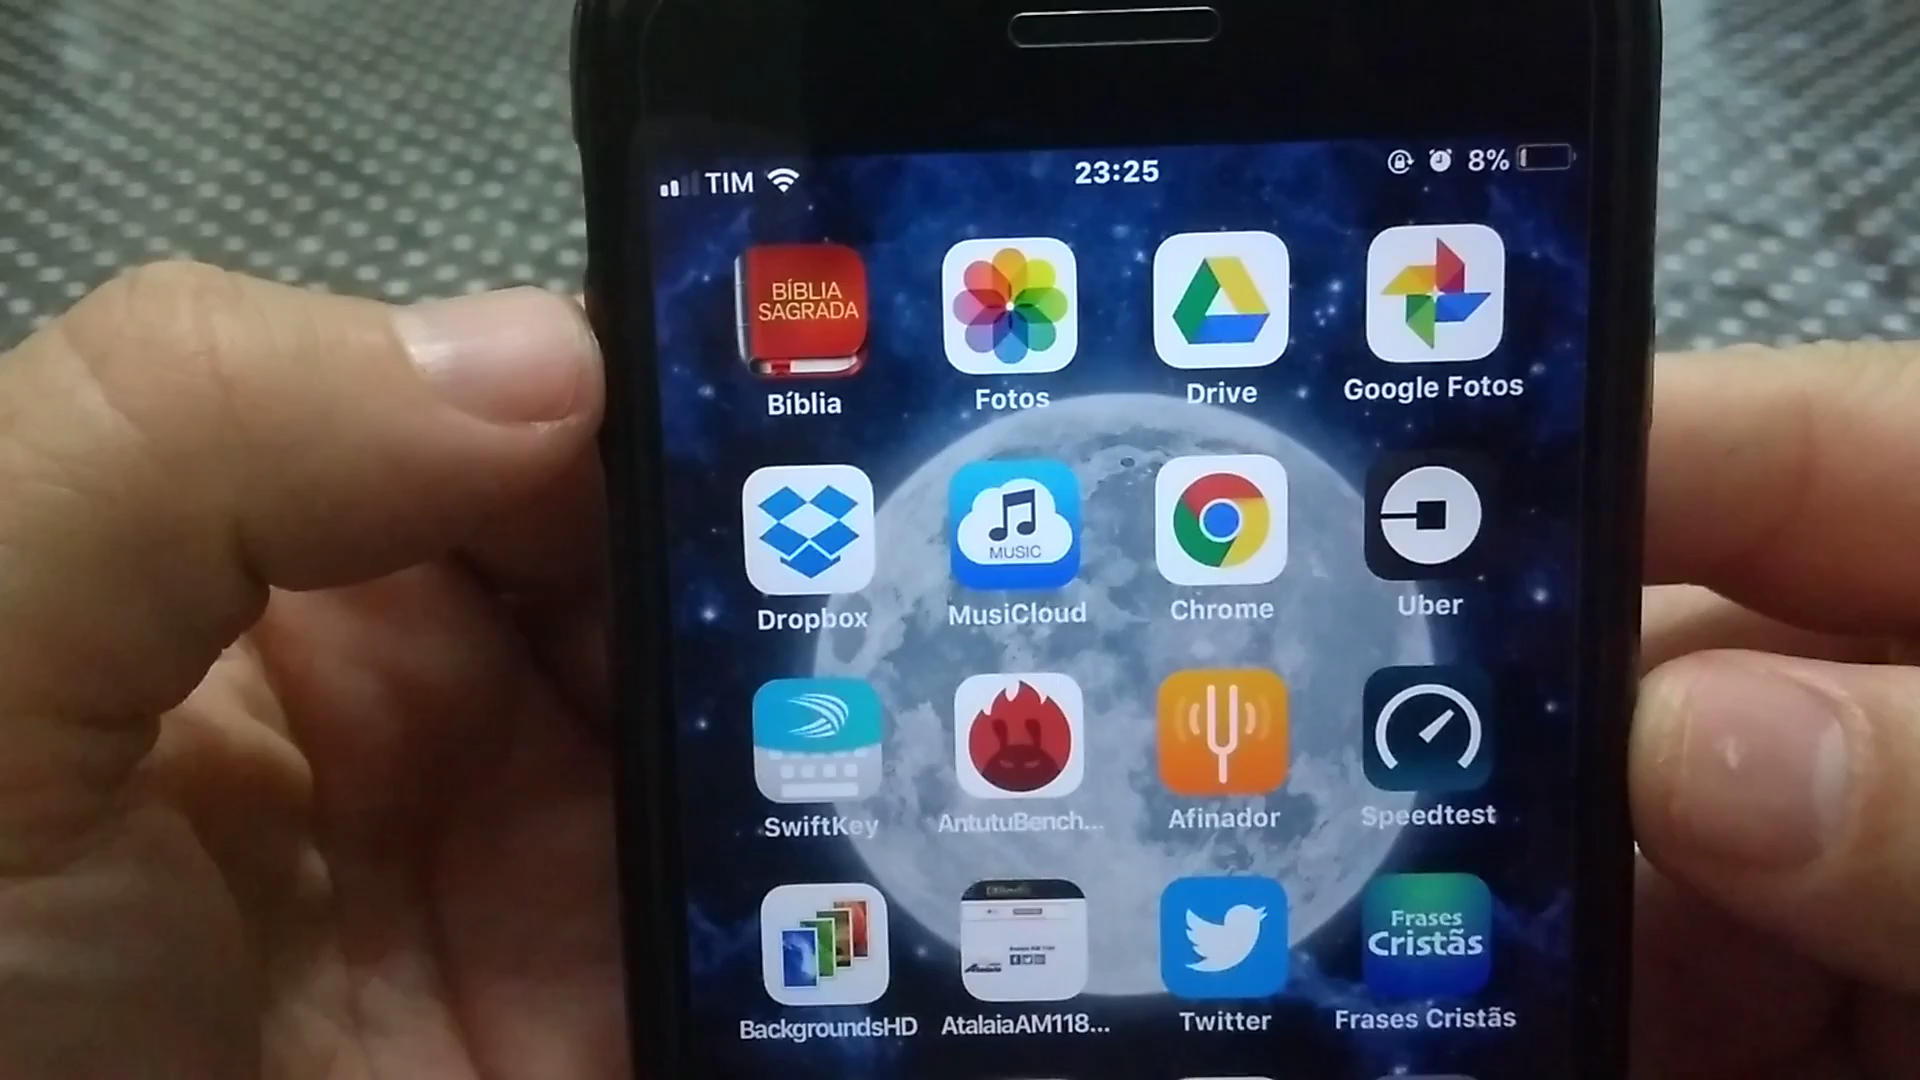 TIM 23:25 8%
BÍBLIA
SAGRADA
Bíblia Fotos Drive Google Fotos
MUSIC
Dropbox MusiCloud Chrome Uber
SwiftKey AntutuBench... Afinador Speedtest
Frases
Cristãs
BackgroundsHD AtalaiaAM118... Twitter Frases Cristãs